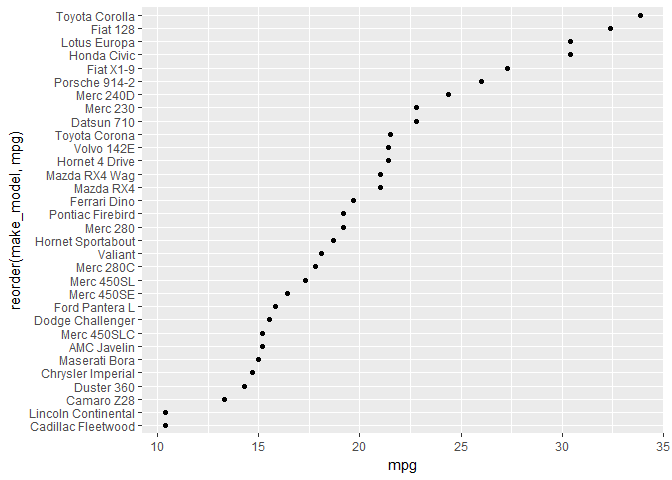 Toyota Corolla
Fiat 128
Lotus Europa
Honda Civic
Fiat X1-9
Porsche 914-2
Merc 240D
Merc 230
Datsun 710
Toyota Corona
Volvo 142E
Hornet 4 Drive
Mazda RX4 Wag
Mazda RX4
Ferrari Dino
Pontiac Firebird
Merc 280
Hornet Sportabout
Valiant
Merc 280C
Merc 450SL
Merc 450SE
Ford Pantera L
Dodge Challenger
Merc 450SLC
AMC Javelin
Maserati Bora
Chrysler Imperial
Duster 360
Camaro Z28
Lincoln Continental
Cadillac Fleetwood
reorder(make_model, mpg)
10 15 20 25 30 35
mpg